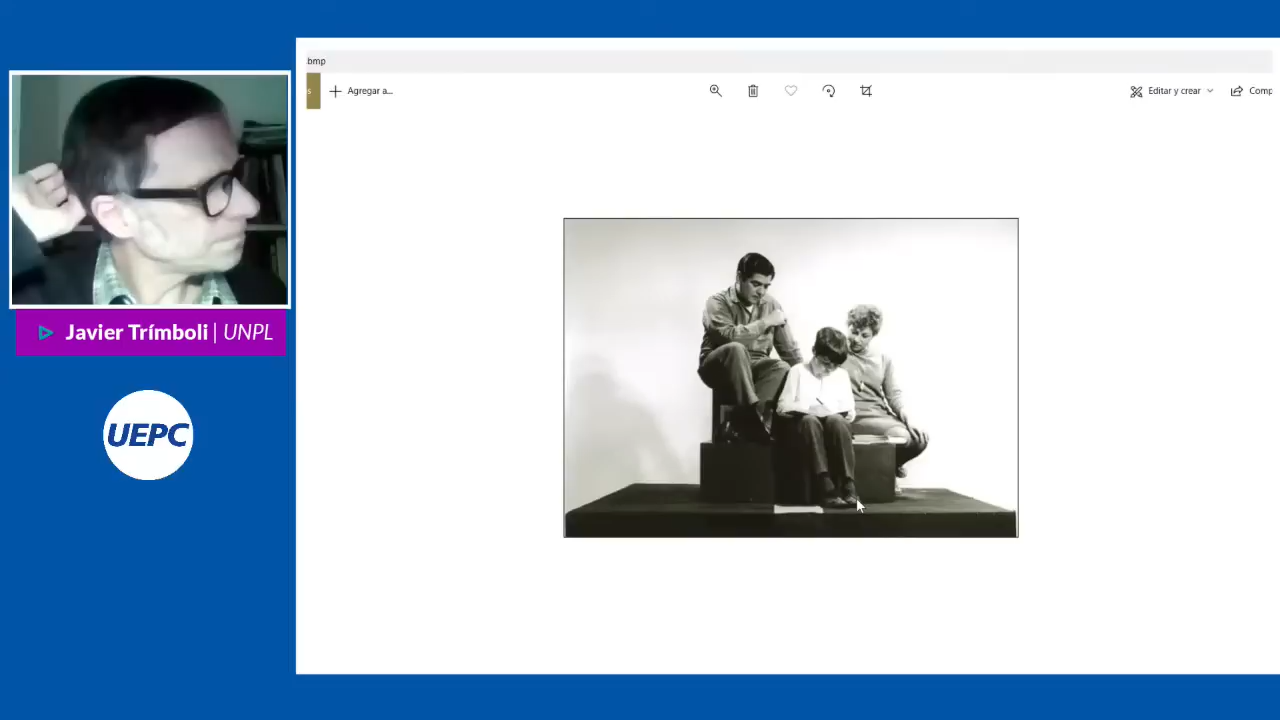 bmp
s
Agregar a...
Editar y crear
Comp
Javier Trímboli | UNPL
UEPC